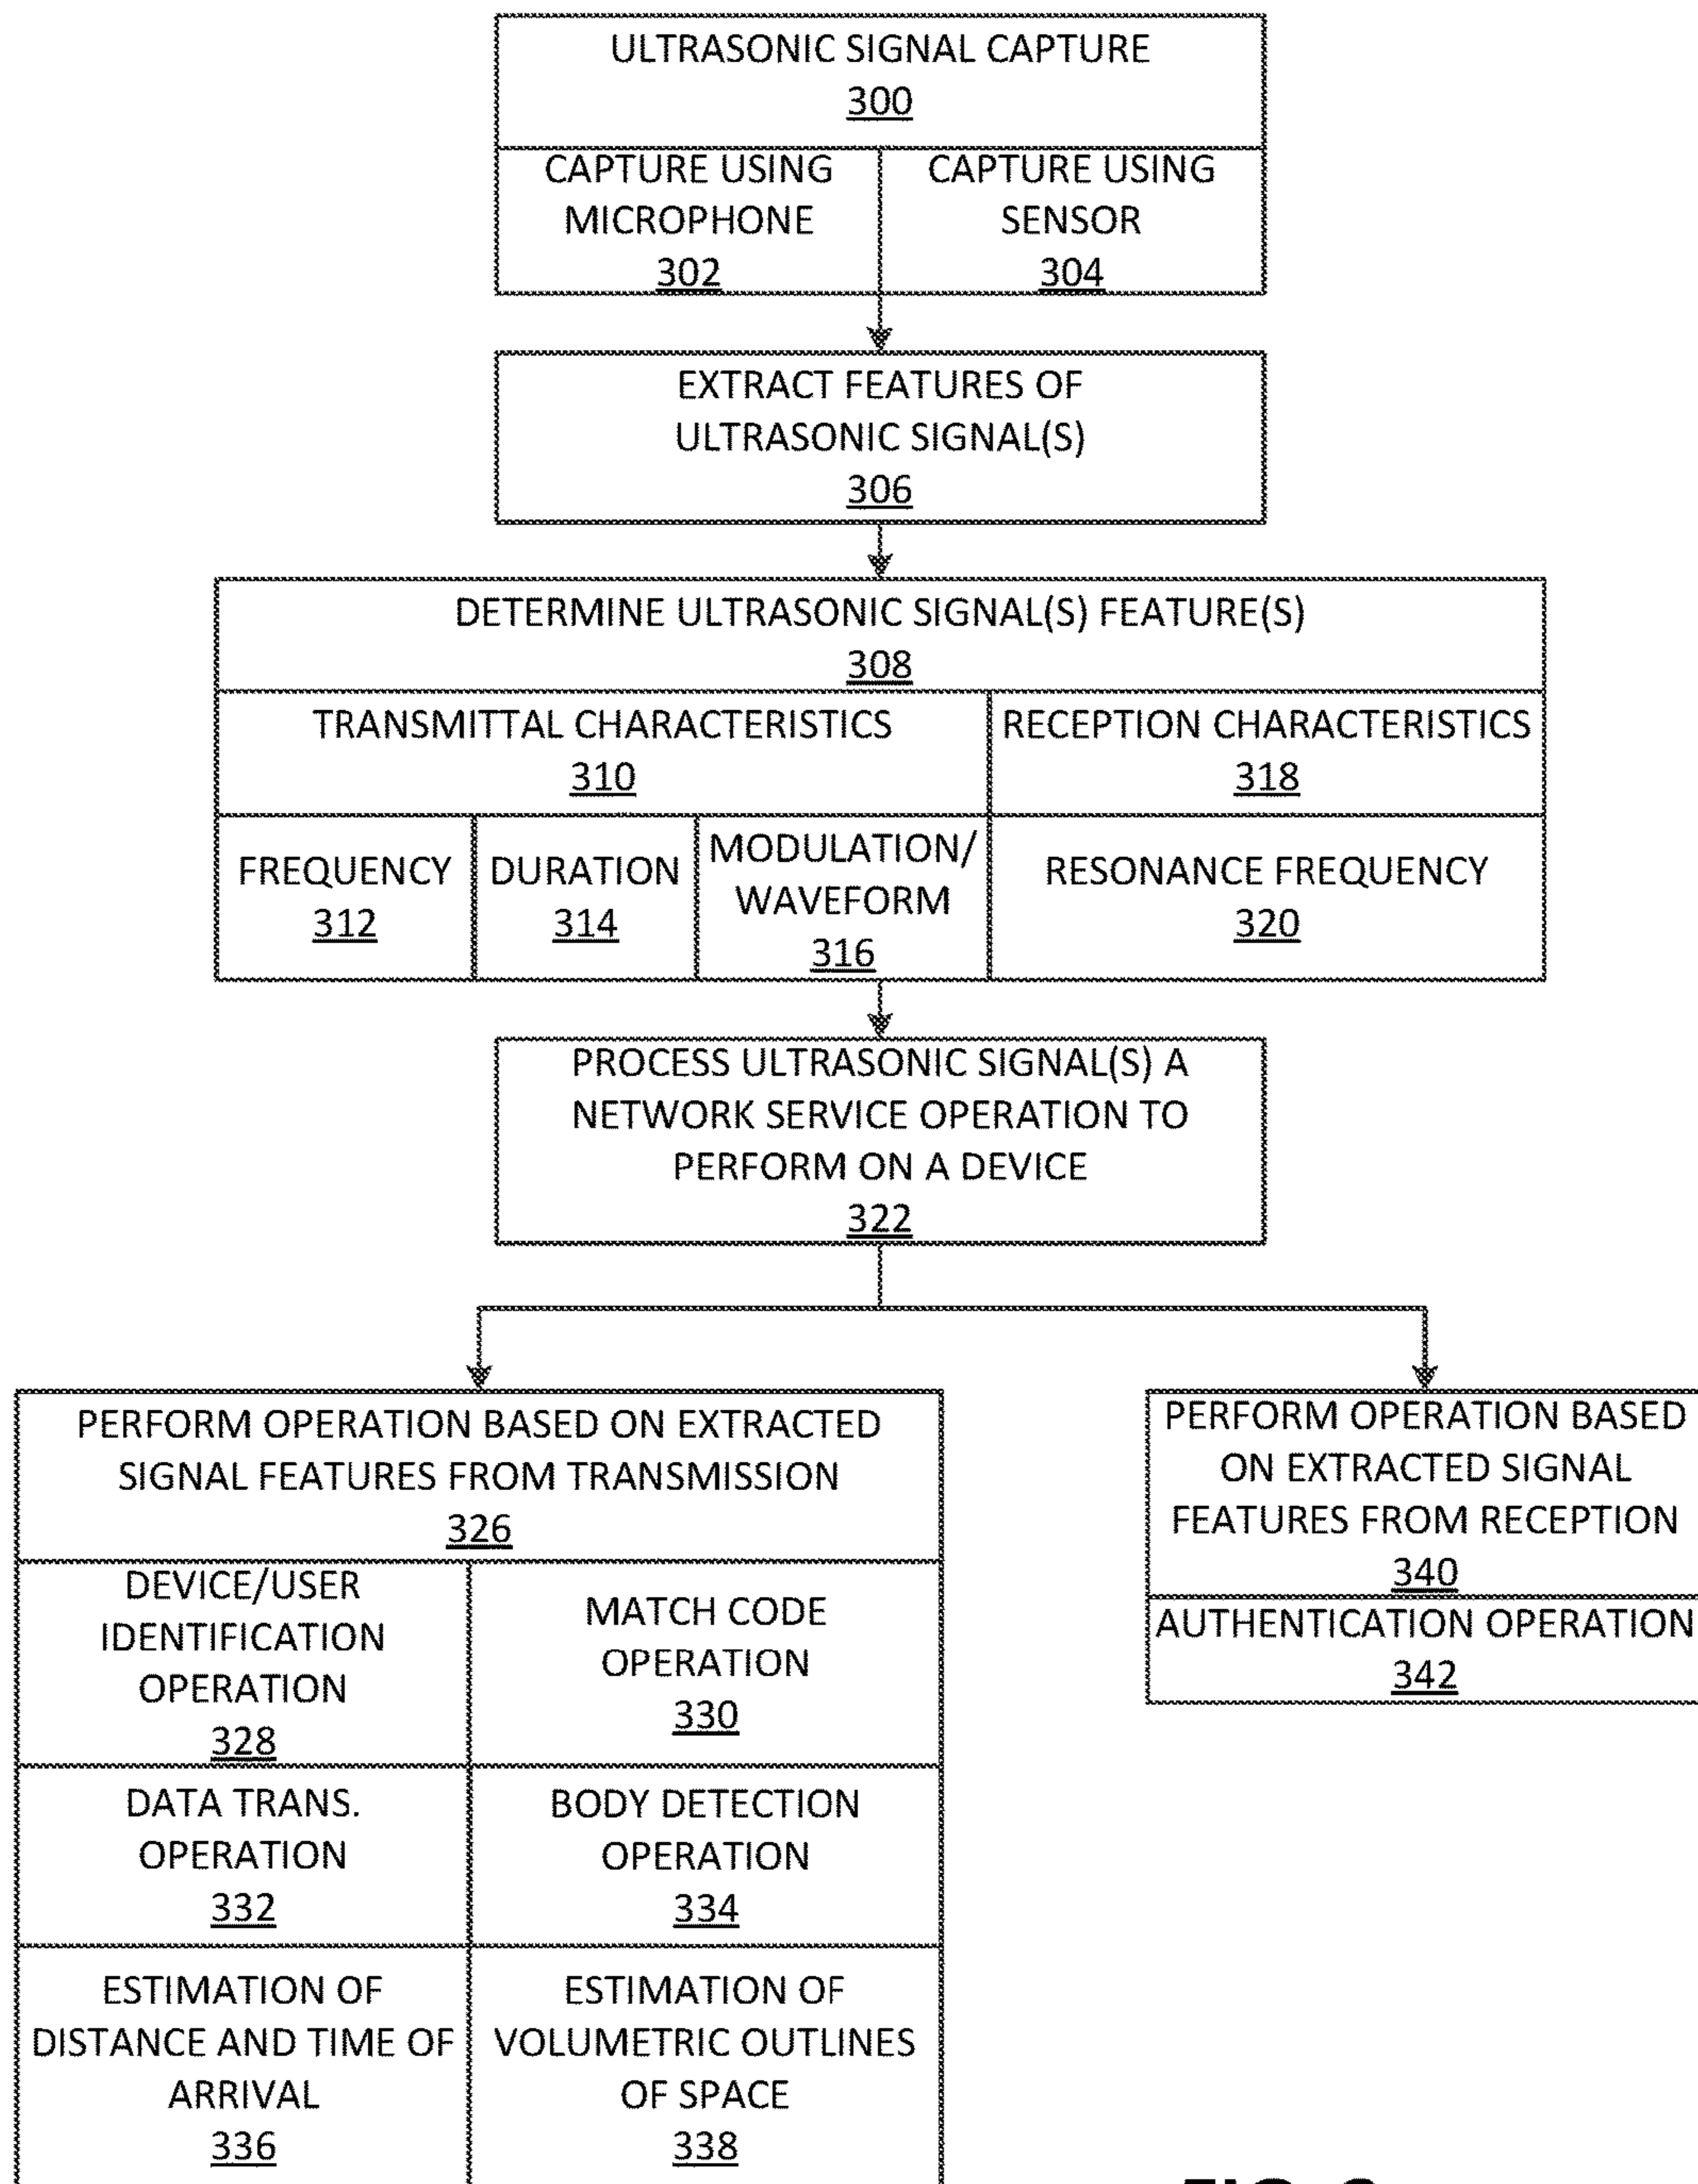 ULTRASONIC SIGNAL CAPTURE
300
CAPTURE USING
MICROPHONE
302
CAPTURE USING
SENSOR
304
EXTRACT FEATURES OF
ULTRASONIC SIGNAL(S)
306
DETERMINE ULTRASONIC SIGNAL(S) FEATURE(S)
308
TRANSMITTAL CHARACTERISTICS
310
RECEPTION CHARACTERISTICS
318
FREQUENCY
312
DURATION
314
MODULATION/
WAVEFORM
316
RESONANCE FREQUENCY
320
PROCESS ULTRASONIC SIGNAL(S) A
NETWORK SERVICE OPERATION TO
PERFORM ON A DEVICE
322
PERFORM OPERATION BASED ON EXTRACTED
SIGNAL FEATURES FROM TRANSMISSION
326
DEVICE/USER
IDENTIFICATION
OPERATION
328
MATCH CODE
OPERATION
330
DATA TRANS.
OPERATION
332
BODY DETECTION
OPERATION
334
ESTIMATION OF
DISTANCE AND TIME OF
ARRIVAL
336
ESTIMATION OF
VOLUMETRIC OUTLINES
OF SPACE
338
PERFORM OPERATION BASED
ON EXTRACTED SIGNAL
FEATURES FROM RECEPTION
340
AUTHENTICATION OPERATION
342